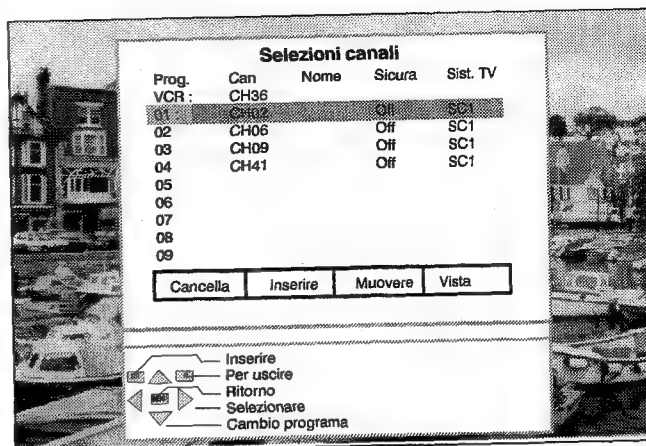 Selezioni canali
Prog. Can Nome Sicura Sist. TV
VCR : CH36
01 : CH02 Off SC1
02 CH06 Off SC1
03 CH09 Off SC1
04 CH41 Off SC1
05
06
07
08
09
Cancella Inserire Muovere Vista
Inserire
Per uscire
Ritorno
Selezionare
Cambio programa